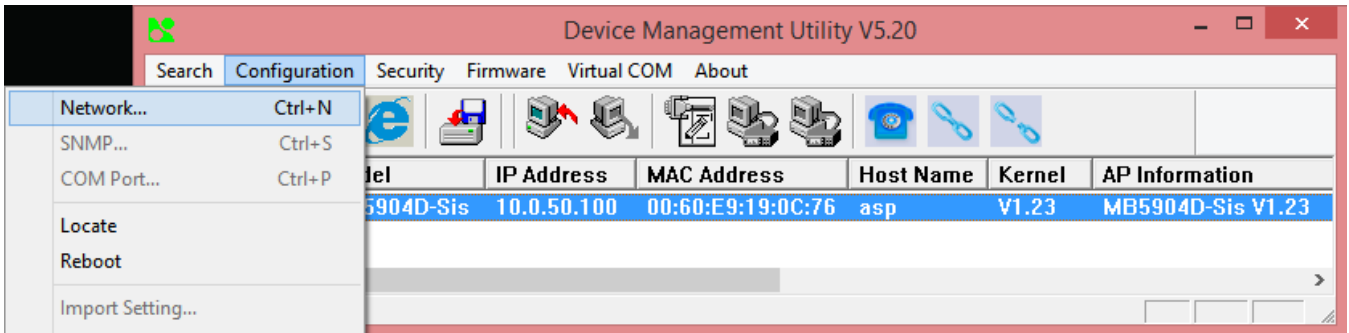 Device Management Utility V5.20
Search Configuration Security Firmware Virtual COM About
Network... Ctrl+N
SNMP... Ctrl+S
COM Port... Ctrl+P
Locate
Reboot
Import Setting...
del IP Address MAC Address Host Name Kernel AP Information
5904D-Sis 10.0.50.100 00:60:E9:19:0C:76 asp V1.23 MB5904D-Sis V1.23